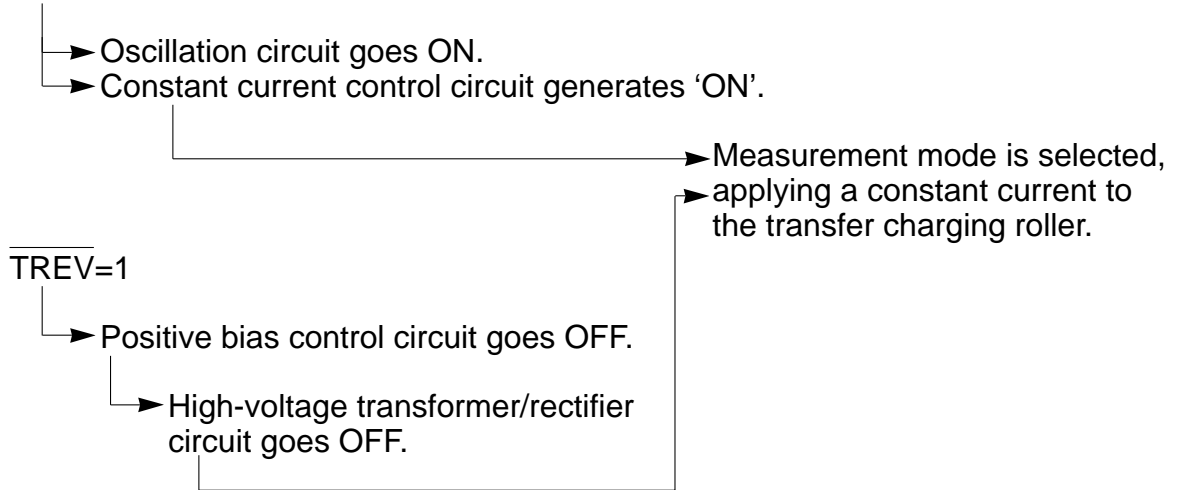 Oscillation circuit goes ON.
Constant current control circuit generates ‘ON’.
Measurement mode is selected,
applying a constant current to
the transfer charging roller.
T̅R̅E̅V̅=1
Positive bias control circuit goes OFF.
High-voltage transformer/rectifier
circuit goes OFF.